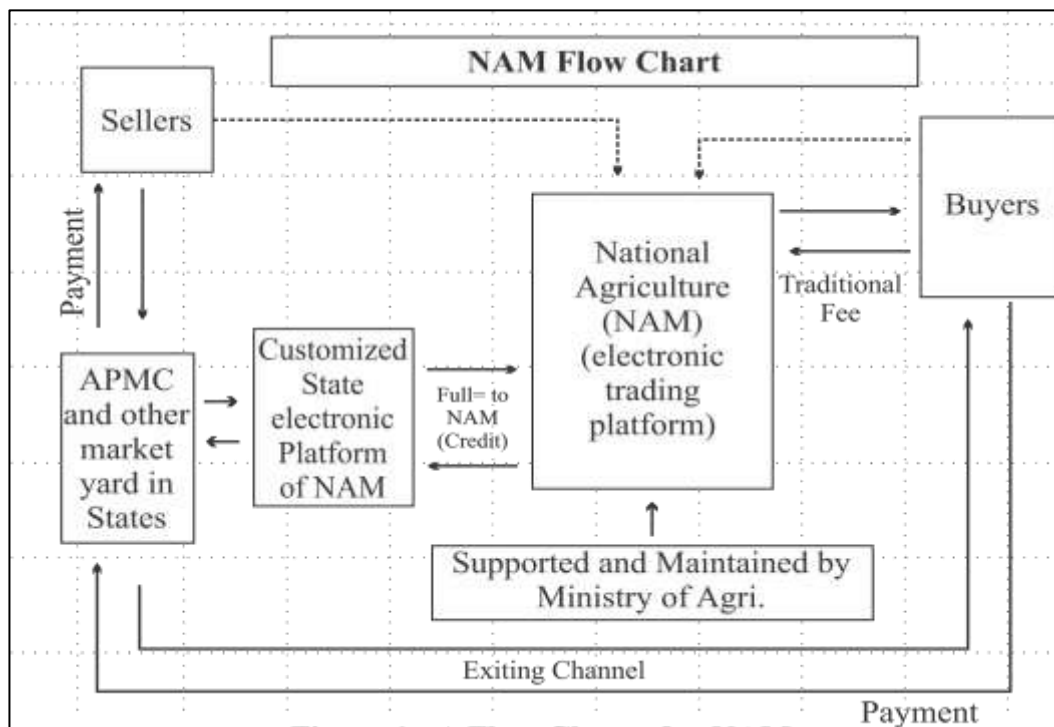 NAM Flow Chart
Sellers
Buyers
Payment
National
Agriculture
(NAM)
(electronic
trading
platform)
Traditional
Fee
APMC
and other
market
yard in
States
Customized
State
electronic
Platform
of NAM
Full= to
NAM
(Credit)
Supported and Maintained by
Ministry of Agri.
Exiting Channel
Payment